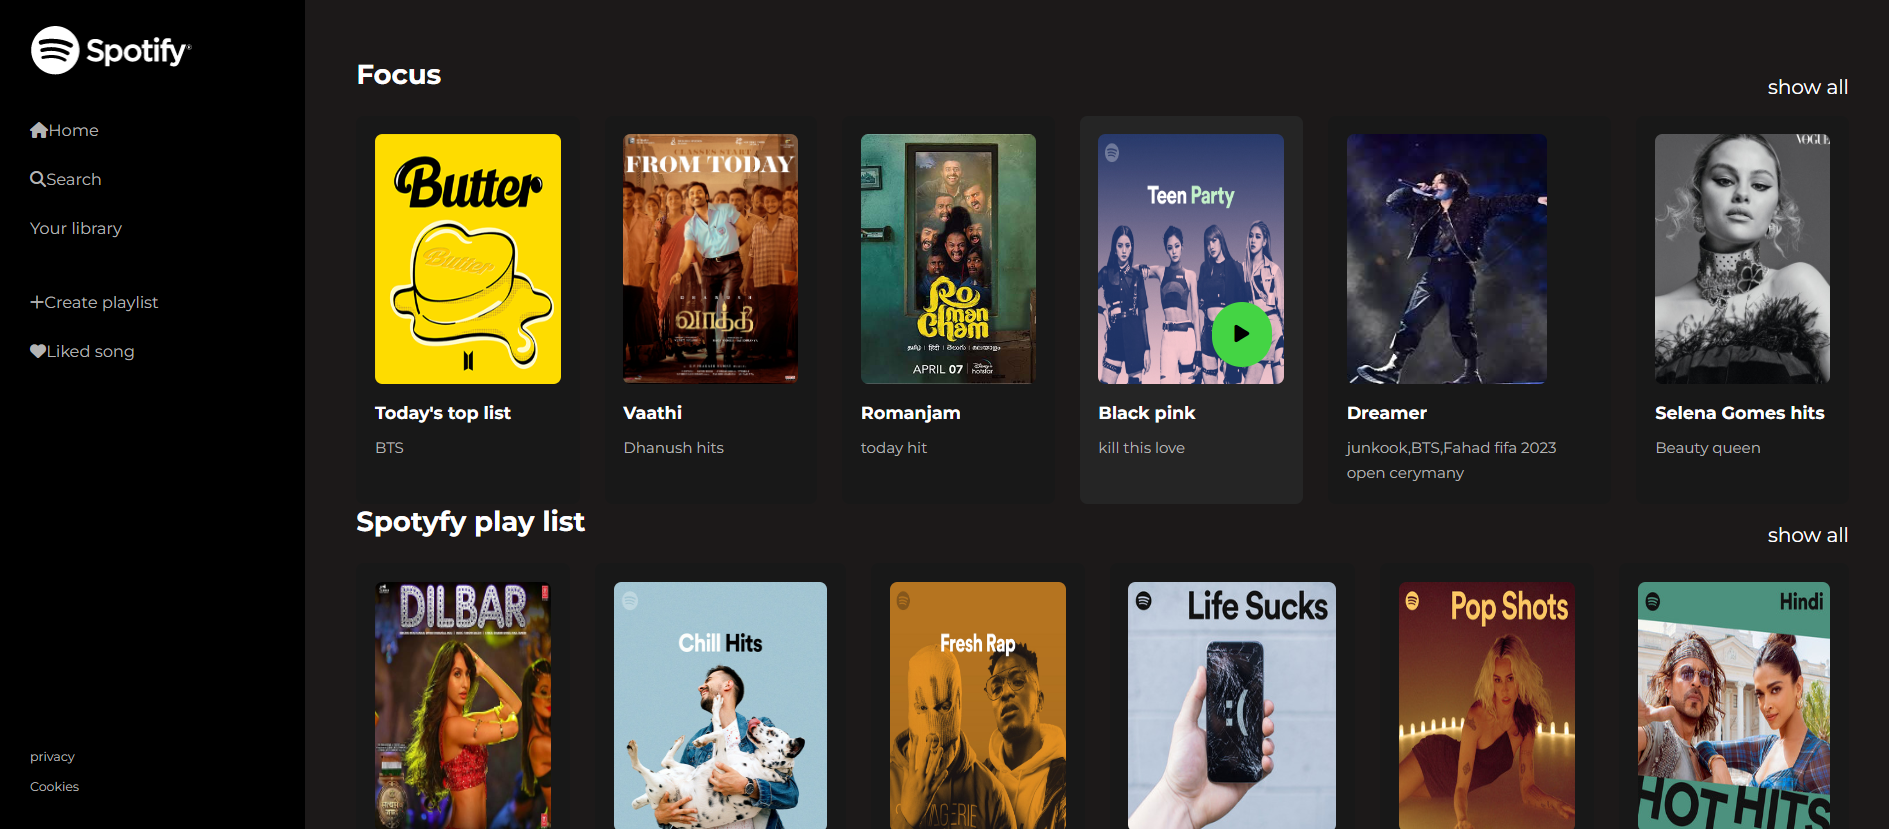 Spotify
Home
Search
Your library
Create playlist
Liked song
privacy
Cookies
Focus
show all
Butter
Butter
FROM TODAY
வாத்தி
Romancham
APRIL 07
Disney+ hotstar
Teen Party
VOGUE
Today's top list
Vaathi
Romanjam
Black pink
Dreamer
Selena Gomes hits
BTS
Dhanush hits
today hit
kill this love
junkook,BTS,Fahad fifa 2023
open cerymany
Beauty queen
Spotyfy play list
show all
DILBAR
Chill Hits
Fresh Rap
Life Sucks
:(
Pop Shots
Hindi
HOT HITS